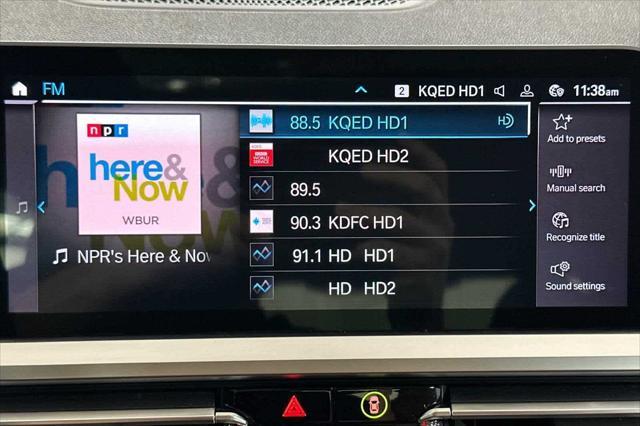 FM
2 KQED HD1
11:38am
npr
here&
Now
WBUR
NPR's Here & Nov
88.5 KQED HD1
KQED HD2
89.5
90.3 KDFC HD1
91.1 HD HD1
HD HD2
Add to presets
Manual search
Recognize title
Sound settings